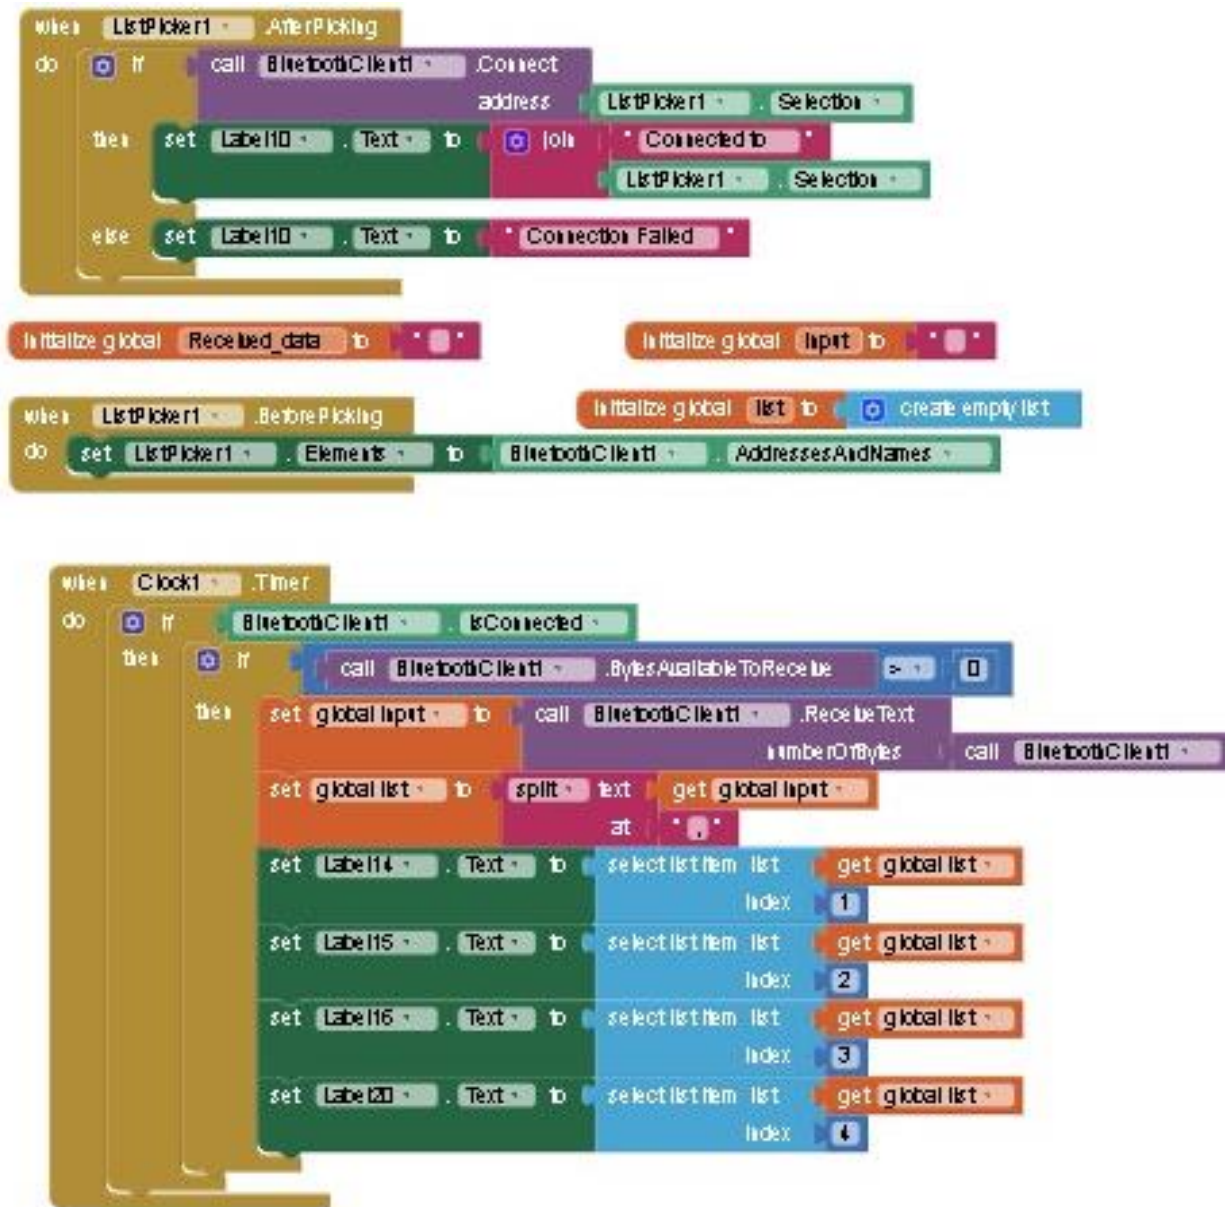 when ListPicker1 .AfterPicking
do if call BluetoothClient1 .Connect
address ListPicker1 . Selection
then set Label10 . Text to join " Connected to "
ListPicker1 . Selection
else set Label10 . Text to " Connection Failed "
initialize global Received_data to " "
initialize global input to " "
when ListPicker1 .BeforePicking
initialize global list to create empty list
do set ListPicker1 . Elements to BluetoothClient1 . AddressesAndNames
when Clock1 .Timer
do if BluetoothClient1 . IsConnected
then if call BluetoothClient1 .BytesAvailableToReceive > 0
then set global input to call BluetoothClient1 .ReceiveText
numberOfBytes call BluetoothClient1
set global list to split text get global input
at " , "
set Label14 . Text to select list item list get global list
index 1
set Label15 . Text to select list item list get global list
index 2
set Label16 . Text to select list item list get global list
index 3
set Label20 . Text to select list item list get global list
index 4